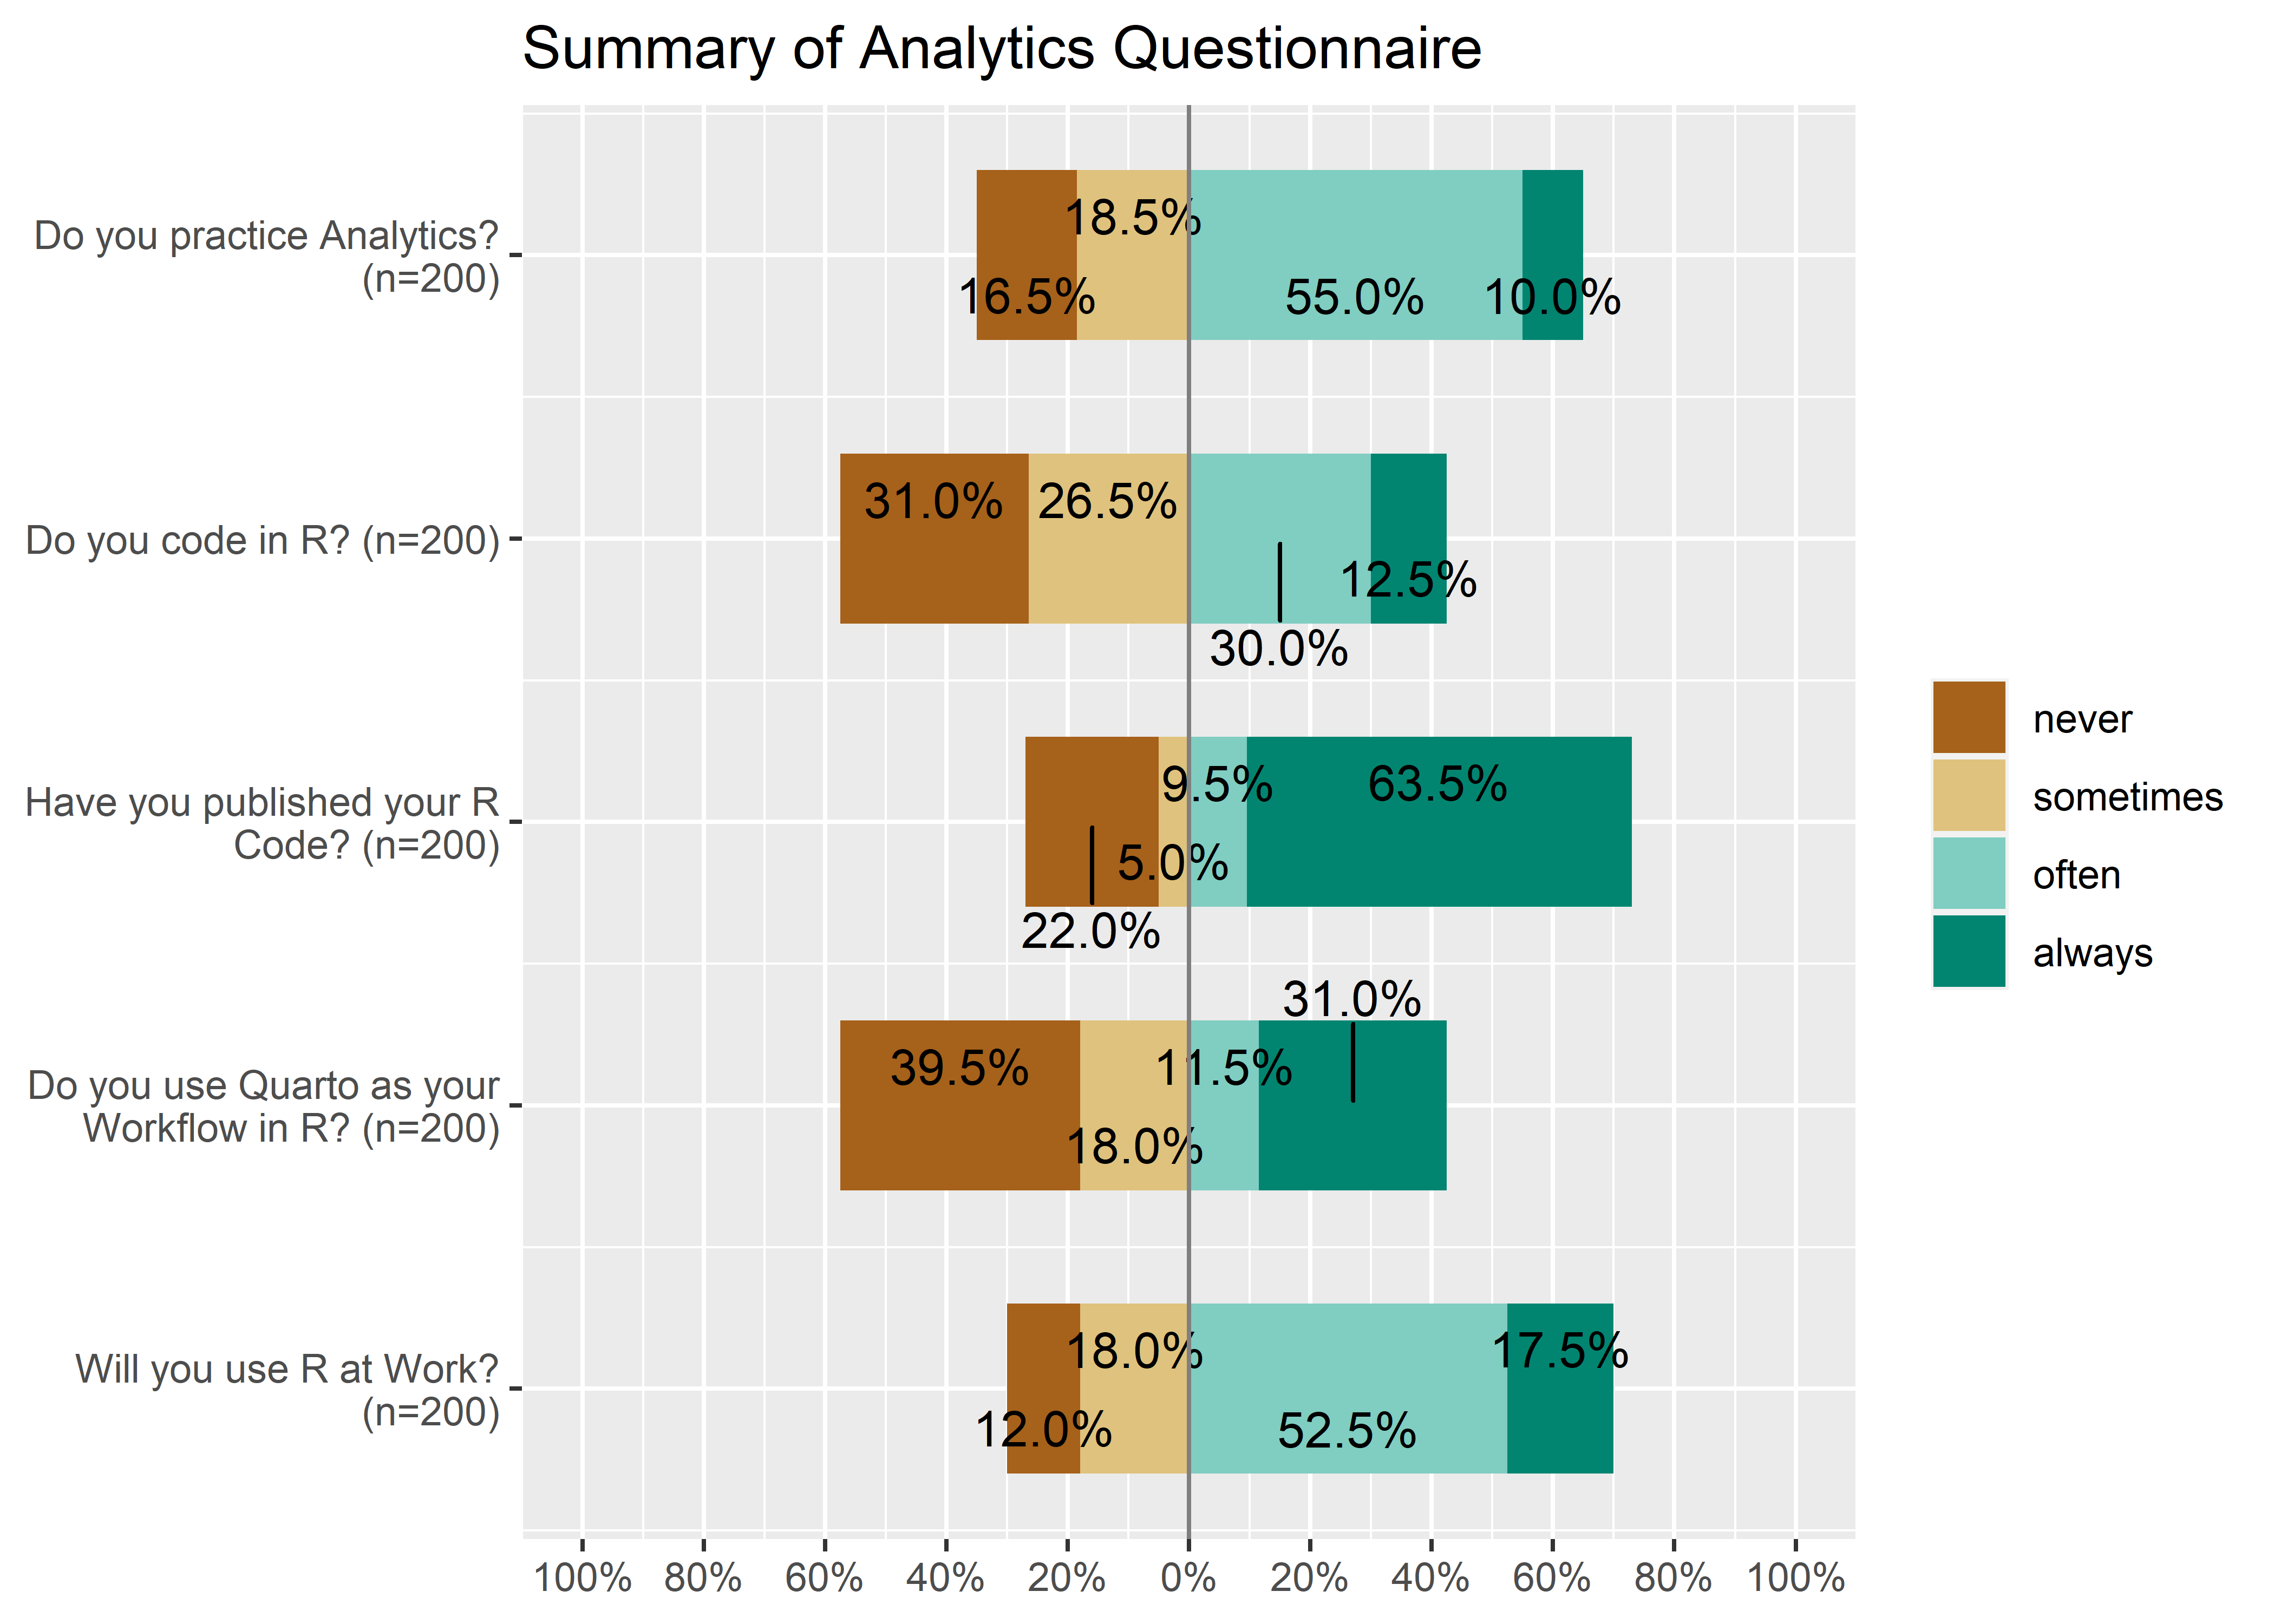 Summary of Analytics Questionnaire
Do you practice Analytics?
(n=200)
18.5%
16.5%
55.0%
10.0%
Do you code in R? (n=200)
31.0%
26.5%
12.5%
30.0%
Have you published your R
Code? (n=200)
9.5%
63.5%
5.0%
22.0%
Do you use Quarto as your
Workflow in R? (n=200)
31.0%
39.5%
11.5%
18.0%
Will you use R at Work?
(n=200)
18.0%
17.5%
12.0%
52.5%
never
sometimes
often
always
100% 80% 60% 40% 20% 0% 20% 40% 60% 80% 100%